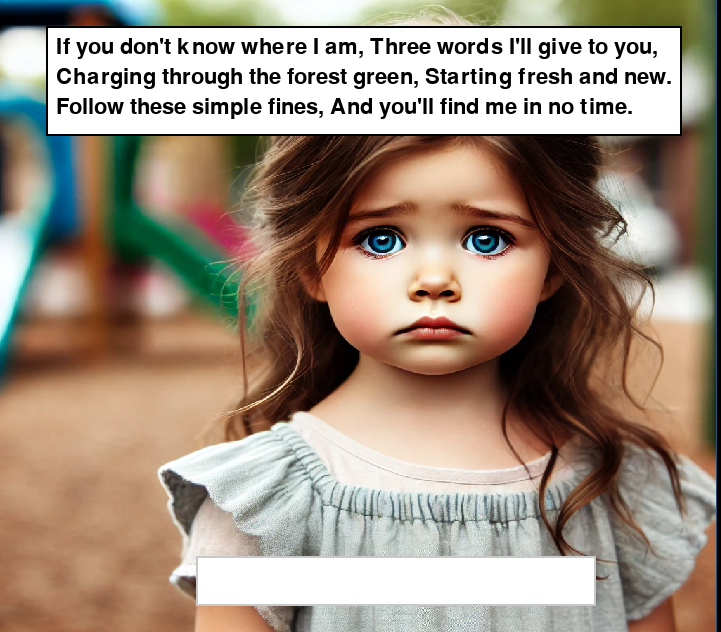 If you don't know where I am, Three words I'll give to you,
Charging through the forest green, Starting fresh and new.
Follow these simple fines, And you'll find me in no time.